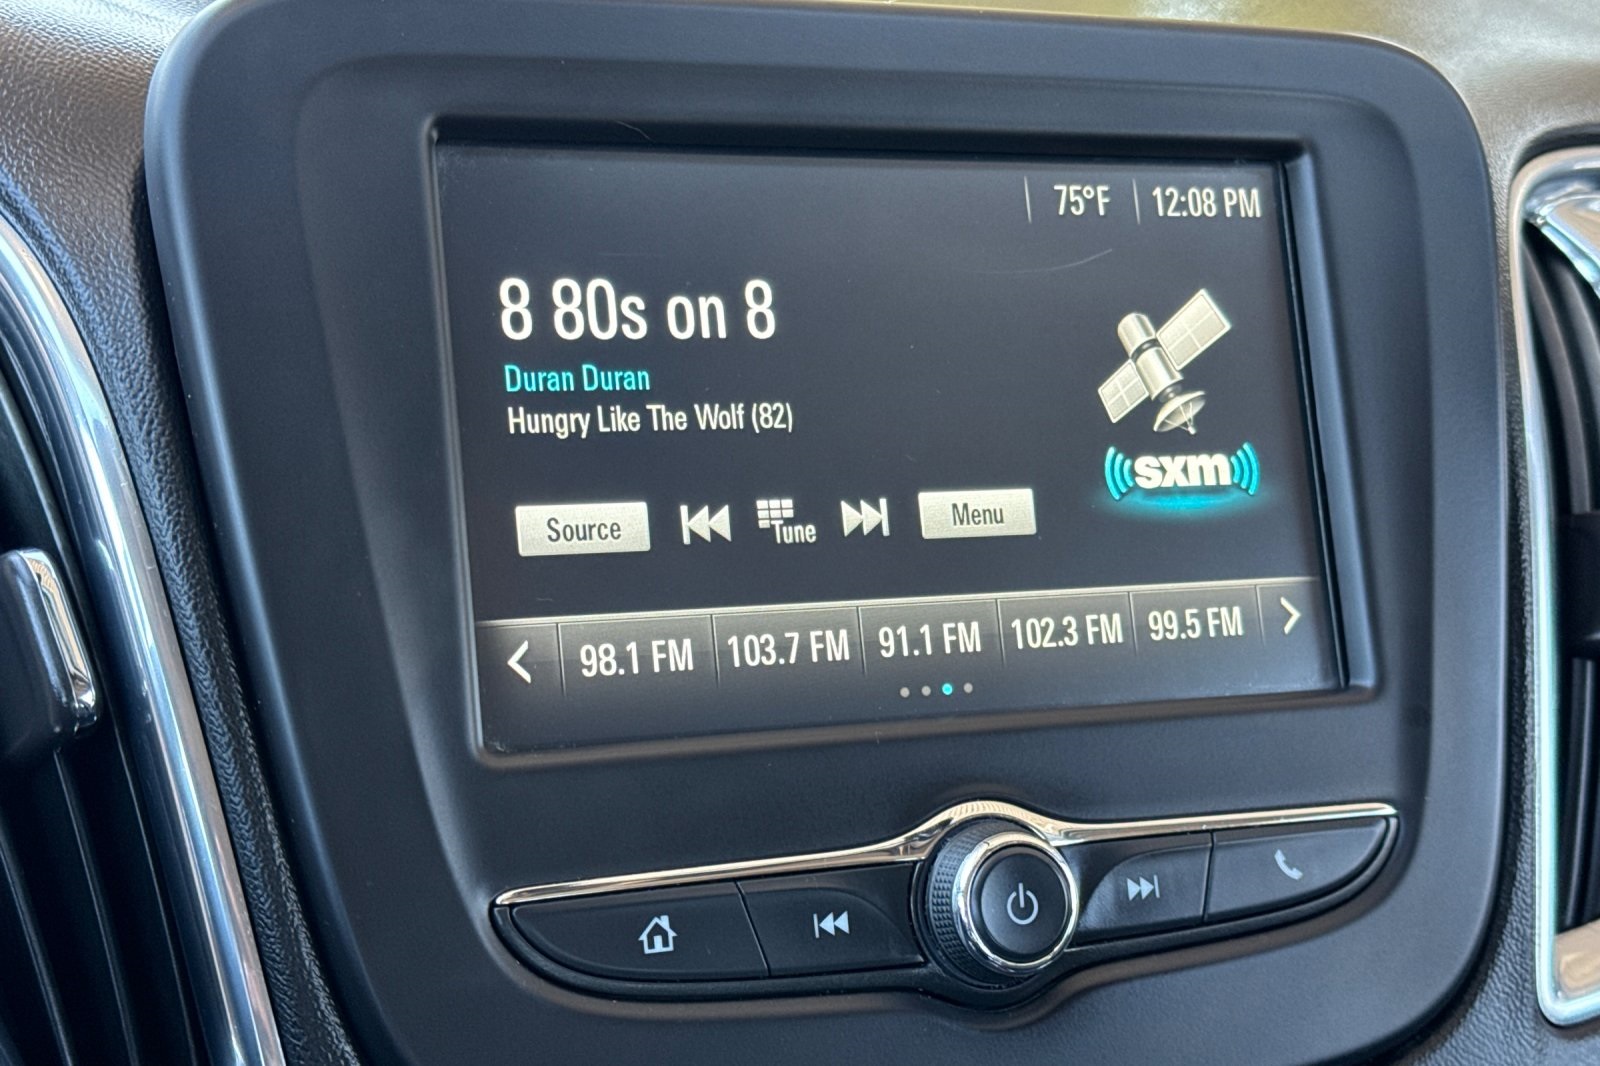 75°F 12:08 PM
8 80s on 8
Duran Duran
Hungry Like The Wolf (82)
sxm
Source Tune Menu
98.1 FM 103.7 FM 91.1 FM 102.3 FM 99.5 FM